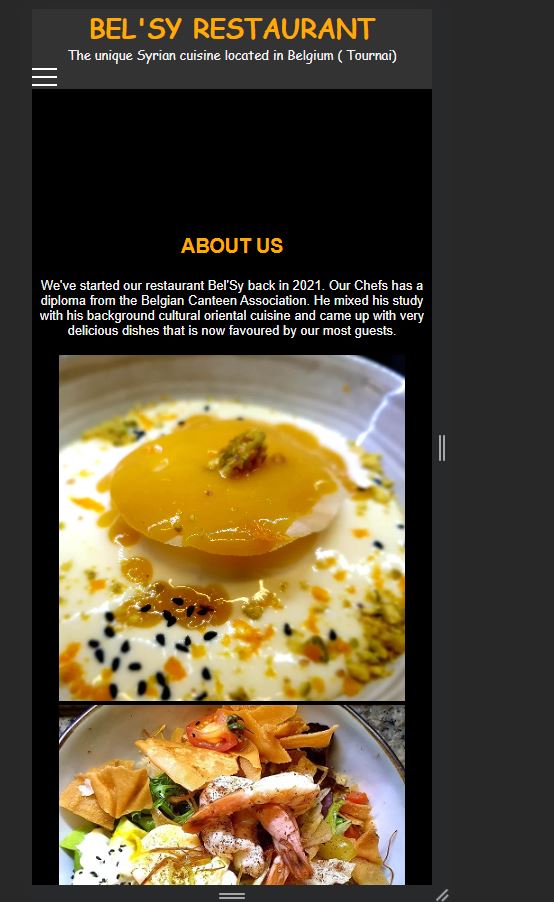 BEL'SY RESTAURANT
The unique Syrian cuisine located in Belgium ( Tournai)
ABOUT US
We've started our restaurant Bel'Sy back in 2021. Our Chefs has a
diploma from the Belgian Canteen Association. He mixed his study
with his background cultural oriental cuisine and came up with very
delicious dishes that is now favoured by our most guests.